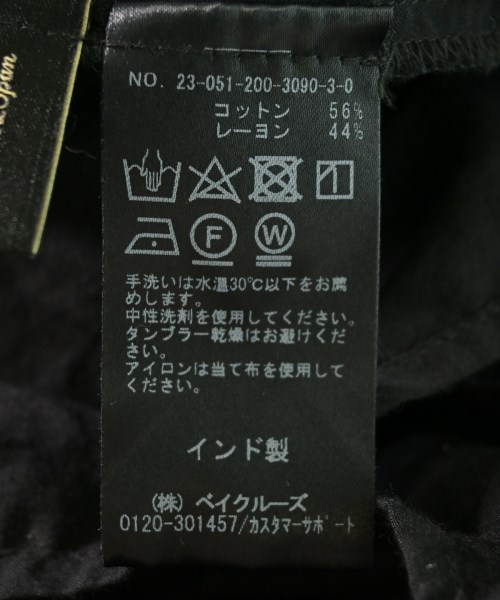 NO. 23-051-200-3090-3-0
コットン 56%
レーヨン 44%
F
W
手洗いは水温30℃以下をお薦
めします。
中性洗剤を使用してください。
タンブラー乾燥はお避けくだ
さい。
アイロンは当て布を使用して
ください。
インド製
(株) ベイクルーズ
0120-301457/カスタマーサポート